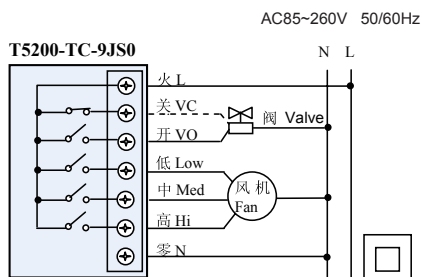 AC85~260V 50/60Hz
T5200-TC-9JS0
N L
火 L
关 VC
阀 Valve
开 VO
低 Low
中 Med
风 机
Fan
高 Hi
零 N